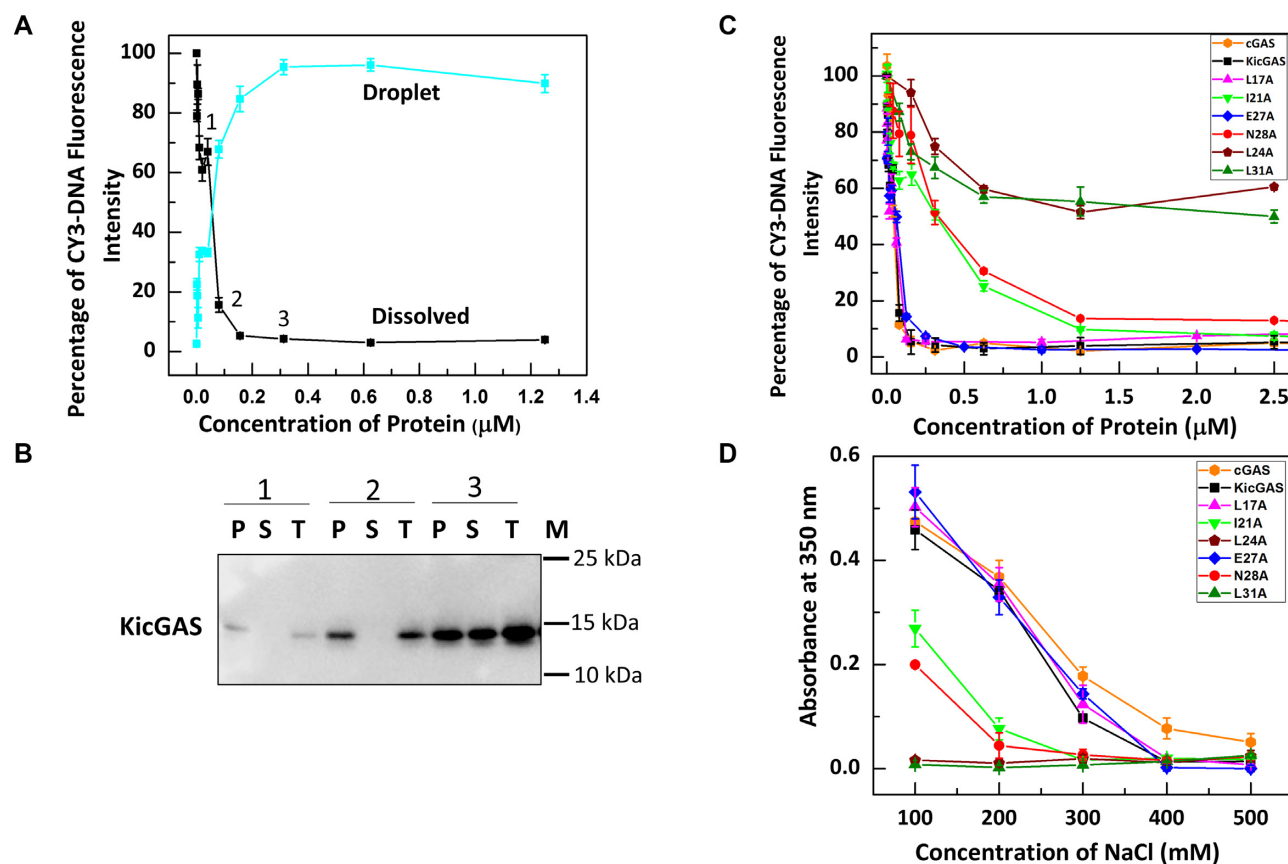 A
Percentage of CY3-DNA Fluorescence
Intensity
100
80
60
40
20
0
1
2
3
Droplet
Dissolved
0.0 0.2 0.4 0.6 0.8 1.0 1.2 1.4
Concentration of Protein (μM)
B
1 2 3
P S T P S T P S T M
KicGAS
25 kDa
15 kDa
10 kDa
C
Percentage of CY3-DNA Fluorescence
Intensity
100
80
60
40
20
0
cGAS
KicGAS
L17A
I21A
E27A
N28A
L24A
L31A
0.0 0.5 1.0 1.5 2.0 2.5
Concentration of Protein (μM)
D
Absorbance at 350 nm
0.6
0.4
0.2
0.0
cGAS
KicGAS
L17A
I21A
L24A
E27A
N28A
L31A
100 200 300 400 500
Concentration of NaCl (mM)